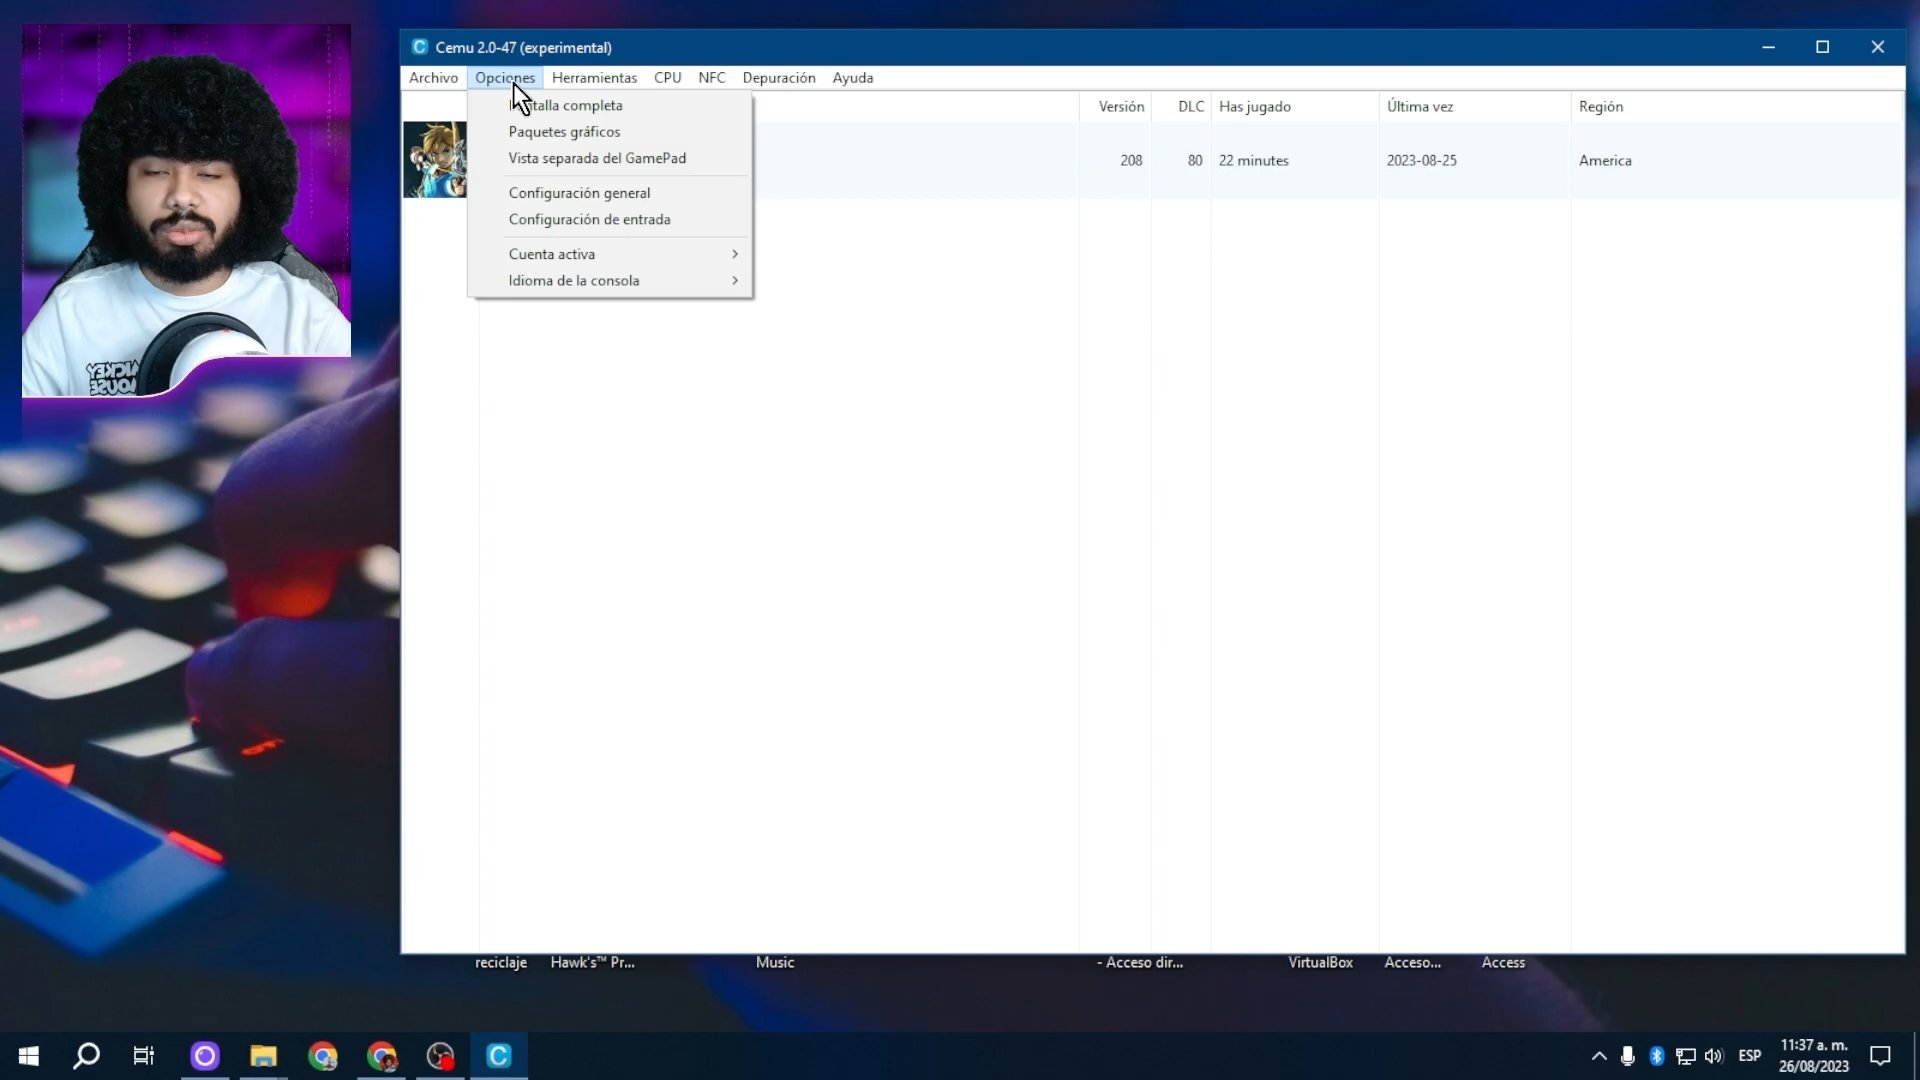 Cemu 2.0-47 (experimental)
Archivo Opciones Herramientas CPU NFC Depuración Ayuda
talla completa
Paquetes gráficos
Vista separada del GamePad
Configuración general
Configuración de entrada
Cuenta activa
Idioma de la consola
Versión DLC Has jugado Última vez Región
208 80 22 minutes 2023-08-25 America
MICKEY
MOUSE
reciclaje Hawk's™ Pr... Music - Acceso dir... VirtualBox Acceso... Access
ESP
11:37 a. m.
26/08/2023